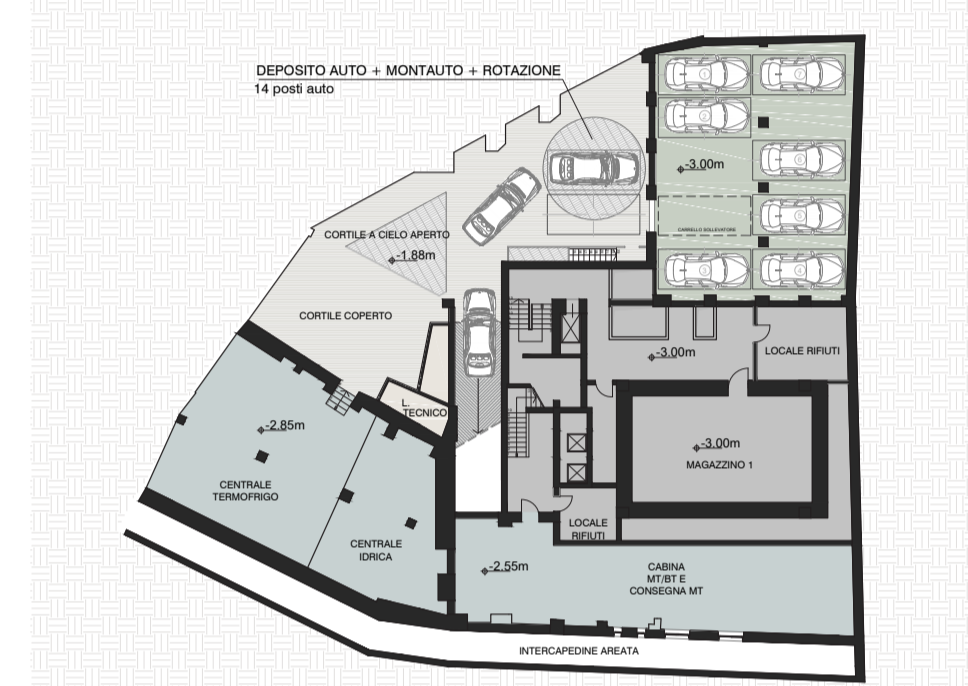 DEPOSITO AUTO + MONTAUTO + ROTAZIONE
14 posti auto
-3.00m
CARRELLO SOLLEVATORE
CORTILE A CIELO APERTO
-1.88m
CORTILE COPERTO
-3.00m
LOCALE RIFIUTI
L.
TECNICO
-2.85m
-3.00m
MAGAZZINO 1
CENTRALE
TERMOFRIGO
LOCALE
RIFIUTI
CENTRALE
IDRICA
-2.55m
CABINA
MT/BT E
CONSEGNA MT
INTERCAPEDINE AREATA